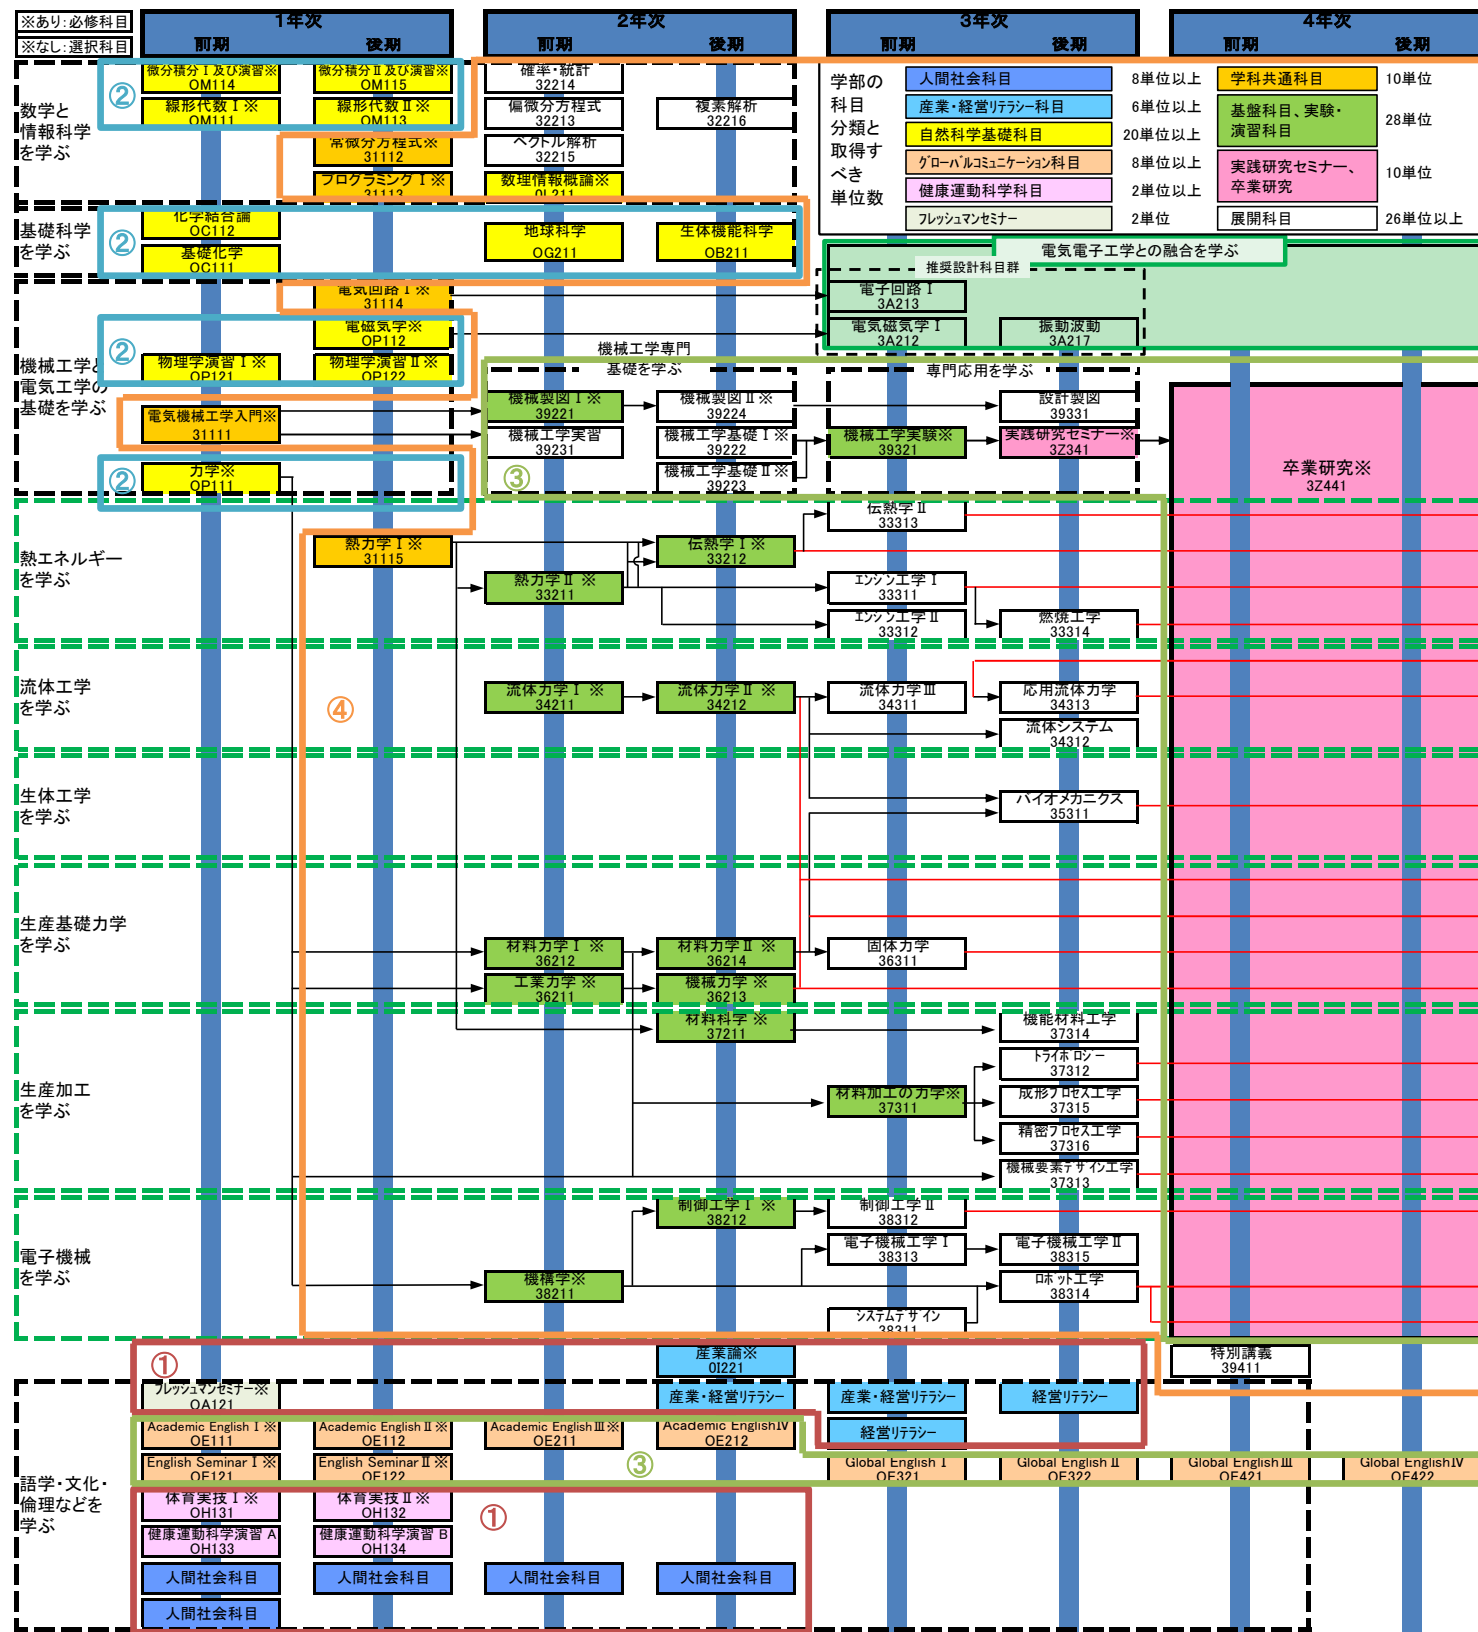 ※あり：必修科目
※なし：選択科目
1年次
前期
後期
2年次
前期
後期
3年次
前期
後期
4年次
前期
後期
数学と
情報科学
を学ぶ
②
微分積分Ⅰ及び演習※
OM114
微分積分Ⅱ及び演習※
OM115
確率・統計
32214
線形代数Ⅰ※
OM111
線形代数Ⅱ※
OM113
偏微分方程式
32213
複素解析
32216
常微分方程式※
31112
ベクトル解析
32215
プログラミングⅠ※
31113
数理情報概論※
0L211
学部の
科目
分類と
取得す
べき
単位数
人間社会科目
8単位以上
産業・経営リテラシー科目
6単位以上
自然科学基礎科目
20単位以上
グローバルコミュニケーション科目
8単位以上
健康運動科学科目
2単位以上
フレッシュマンセミナー
2単位
学科共通科目
10単位
基盤科目、実験・
演習科目
28単位
実践研究セミナー、
卒業研究
10単位
展開科目
26単位以上
基礎科学
を学ぶ
②
化学結合論
OC112
基礎化学
OC111
地球科学
OG211
生体機能科学
OB211
電気電子工学との融合を学ぶ
推奨設計科目群
電子回路Ⅰ
3A213
電気磁気学Ⅰ
3A212
振動波動
3A217
機械工学と
電気工学の
基礎を学ぶ
電気回路Ⅰ※
31114
②
電磁気学※
OP112
物理学演習Ⅰ※
OP121
物理学演習Ⅱ※
OP122
電気機械工学入門※
31111
②
力学※
OP111
機械工学専門
基礎を学ぶ
専門応用を学ぶ
機械製図Ⅰ※
39221
機械製図Ⅱ※
39224
設計製図
39331
機械工学実習
39231
機械工学基礎Ⅰ※
39222
機械工学実験※
39321
実践研究セミナー※
3Z341
③
機械工学基礎Ⅱ※
39223
卒業研究※
3Z441
熱エネルギー
を学ぶ
伝熱学Ⅱ
33313
熱力学Ⅰ※
31115
伝熱学Ⅰ※
33212
熱力学Ⅱ ※
33211
エンジン工学Ⅰ
33311
エンジン工学Ⅱ
33312
燃焼工学
33314
流体工学
を学ぶ
④
流体力学Ⅰ ※
34211
流体力学Ⅱ ※
34212
流体力学Ⅲ
34311
応用流体力学
34313
流体システム
34312
生体工学
を学ぶ
バイオメカニクス
35311
生産基礎力学
を学ぶ
材料力学Ⅰ ※
36212
材料力学Ⅱ ※
36214
固体力学
36311
工業力学 ※
36211
機械力学 ※
36213
生産加工
を学ぶ
材料科学 ※
37211
機能材料工学
37314
トライボロジー
37312
材料加工の力学※
37311
成形プロセス工学
37315
精密プロセス工学
37316
機械要素デザイン工学
37313
電子機械
を学ぶ
制御工学Ⅰ ※
38212
制御工学Ⅱ
38312
電子機械工学Ⅰ
38313
電子機械工学Ⅱ
38315
機構学※
38211
ロボット工学
38314
システムデザイン
38311
①
産業論※
0I221
特別講義
39411
フレッシュマンセミナー※
OA121
産業・経営リテラシー
産業・経営リテラシー
経営リテラシー
経営リテラシー
語学・文化・
倫理などを
学ぶ
Academic English Ⅰ※
OE111
Academic English Ⅱ※
OE112
Academic English Ⅲ※
OE211
Academic English Ⅳ
OE212
English Seminar Ⅰ※
OE121
English Seminar Ⅱ※
OE122
③
Global English Ⅰ
OE321
Global English Ⅱ
OE322
Global English Ⅲ
OE421
Global English Ⅳ
OE422
体育実技Ⅰ※
OH131
体育実技Ⅱ※
OH132
①
健康運動科学演習 A
OH133
健康運動科学演習 B
OH134
人間社会科目
人間社会科目
人間社会科目
人間社会科目
人間社会科目